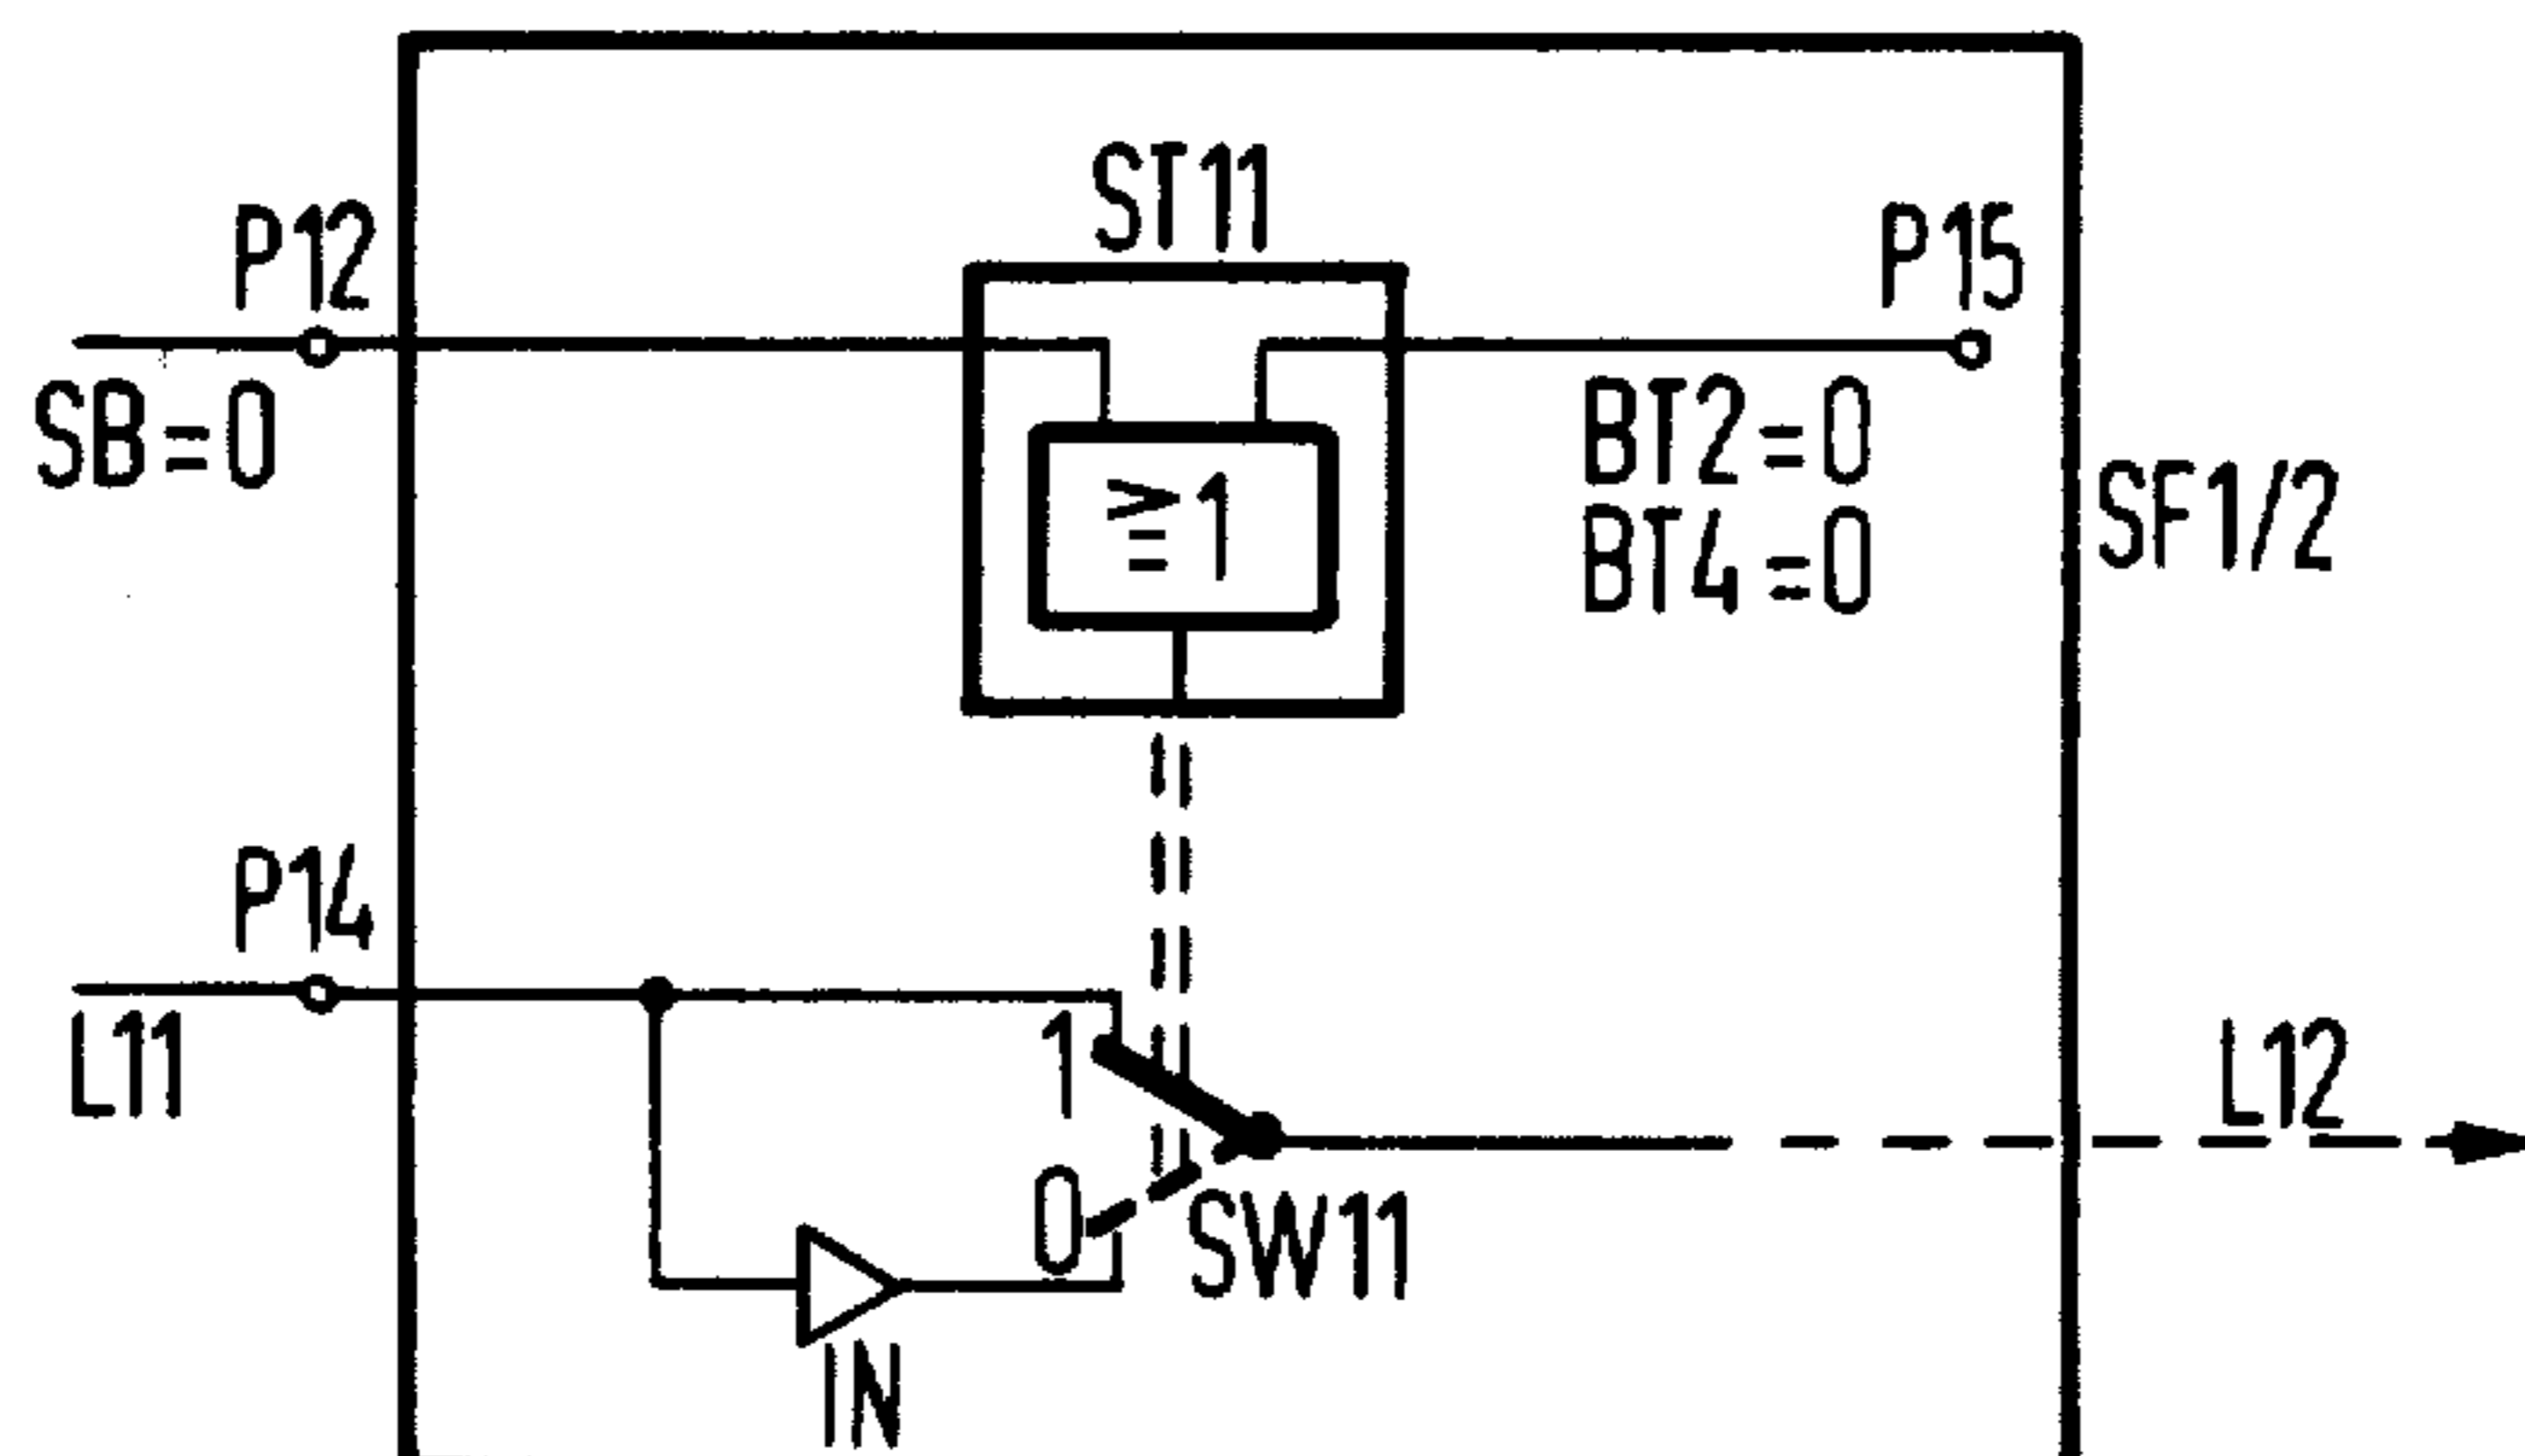 ST11
P12
P15
SB=0
BT2=0
BT4=0
≥1
SF1/2
P14
L11
1
L12
0
SW11
IN